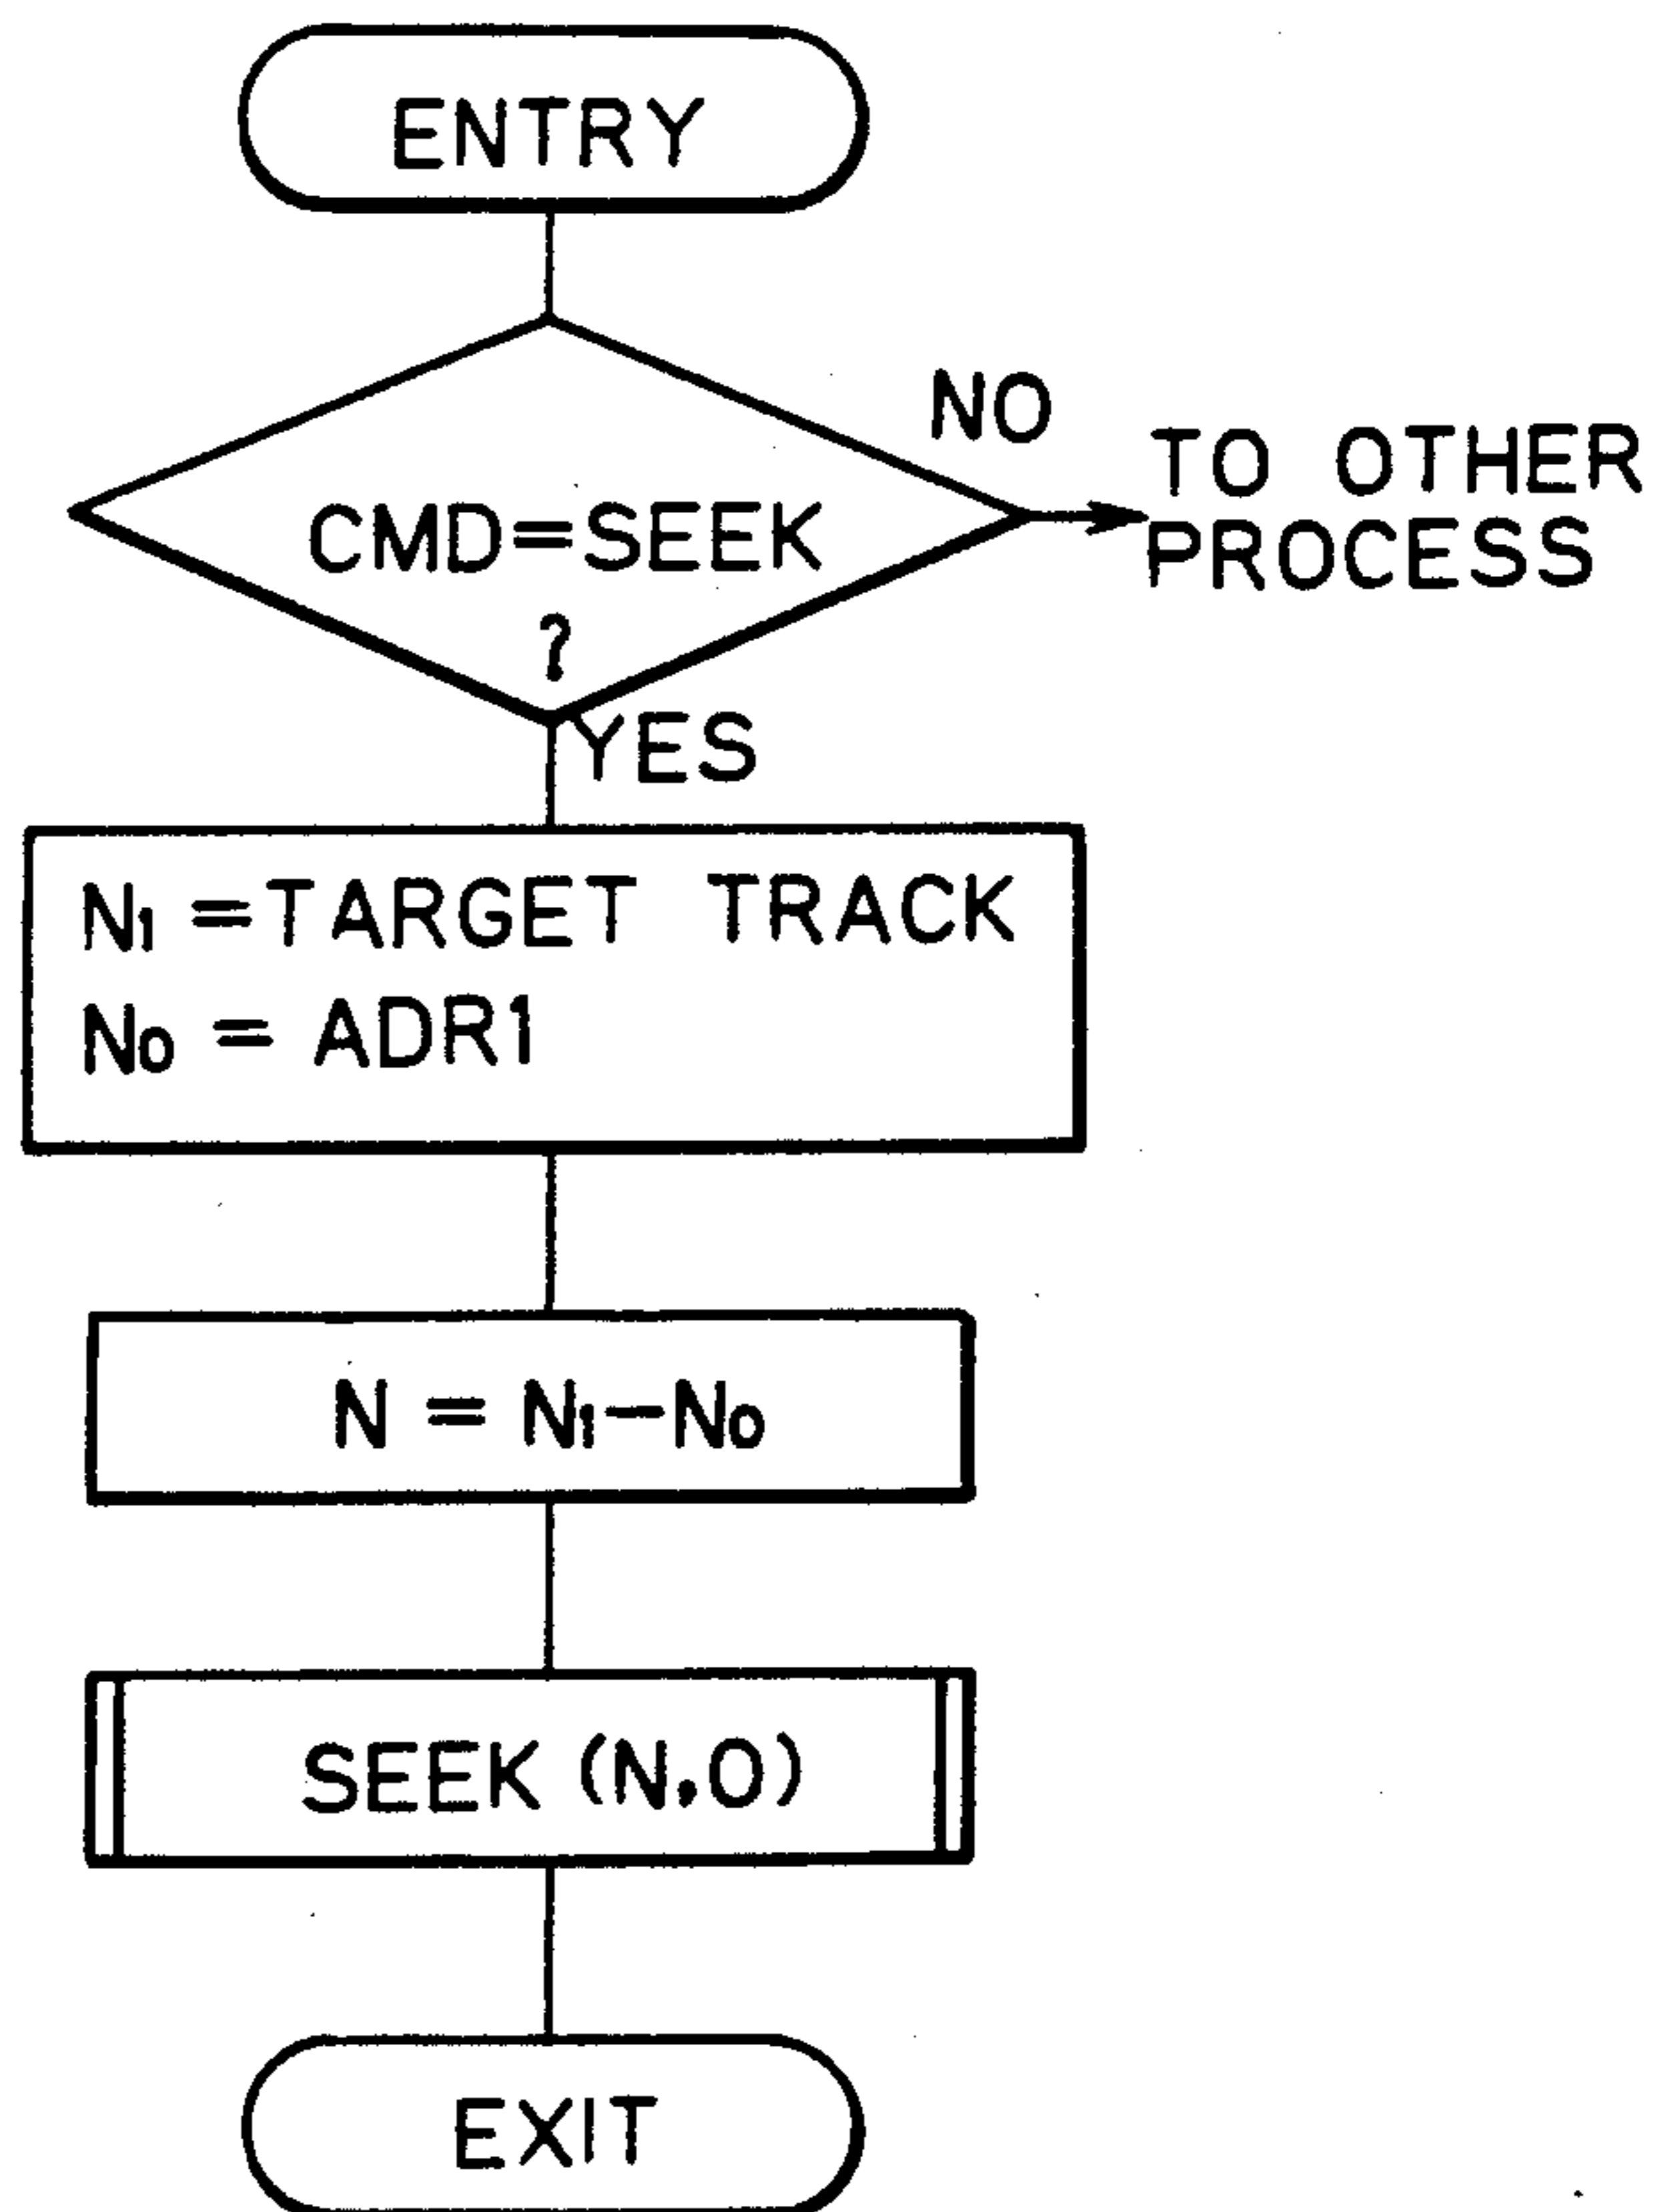 ENTRY
NO
TO OTHER
PROCESS
CMD=SEEK
?
YES
N1 =TARGET TRACK
N0 = ADR1
N = N1-N0
SEEK (N,0)
EXIT